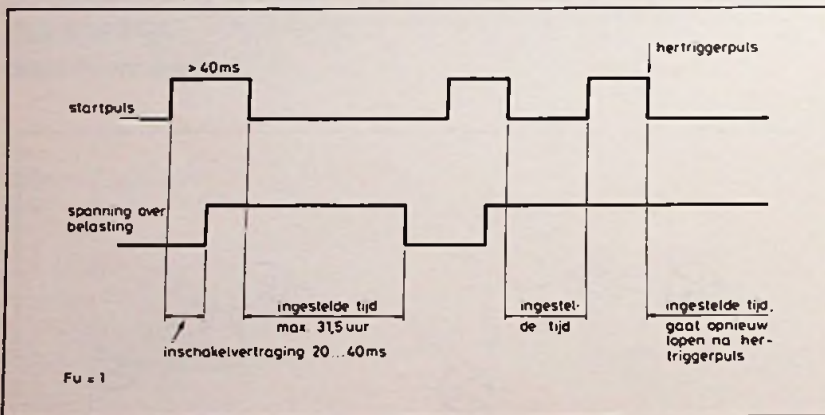 hertriggerpuls
>40ms
startpuls
spanning over
belasting
ingestelde tijd
max. 31,5 uur
ingestel-
de tijd
ingestelde tijd,
gaat opnieuw
lopen na her-
triggerpuls
inschakelvertraging 20...40ms
Fu = 1